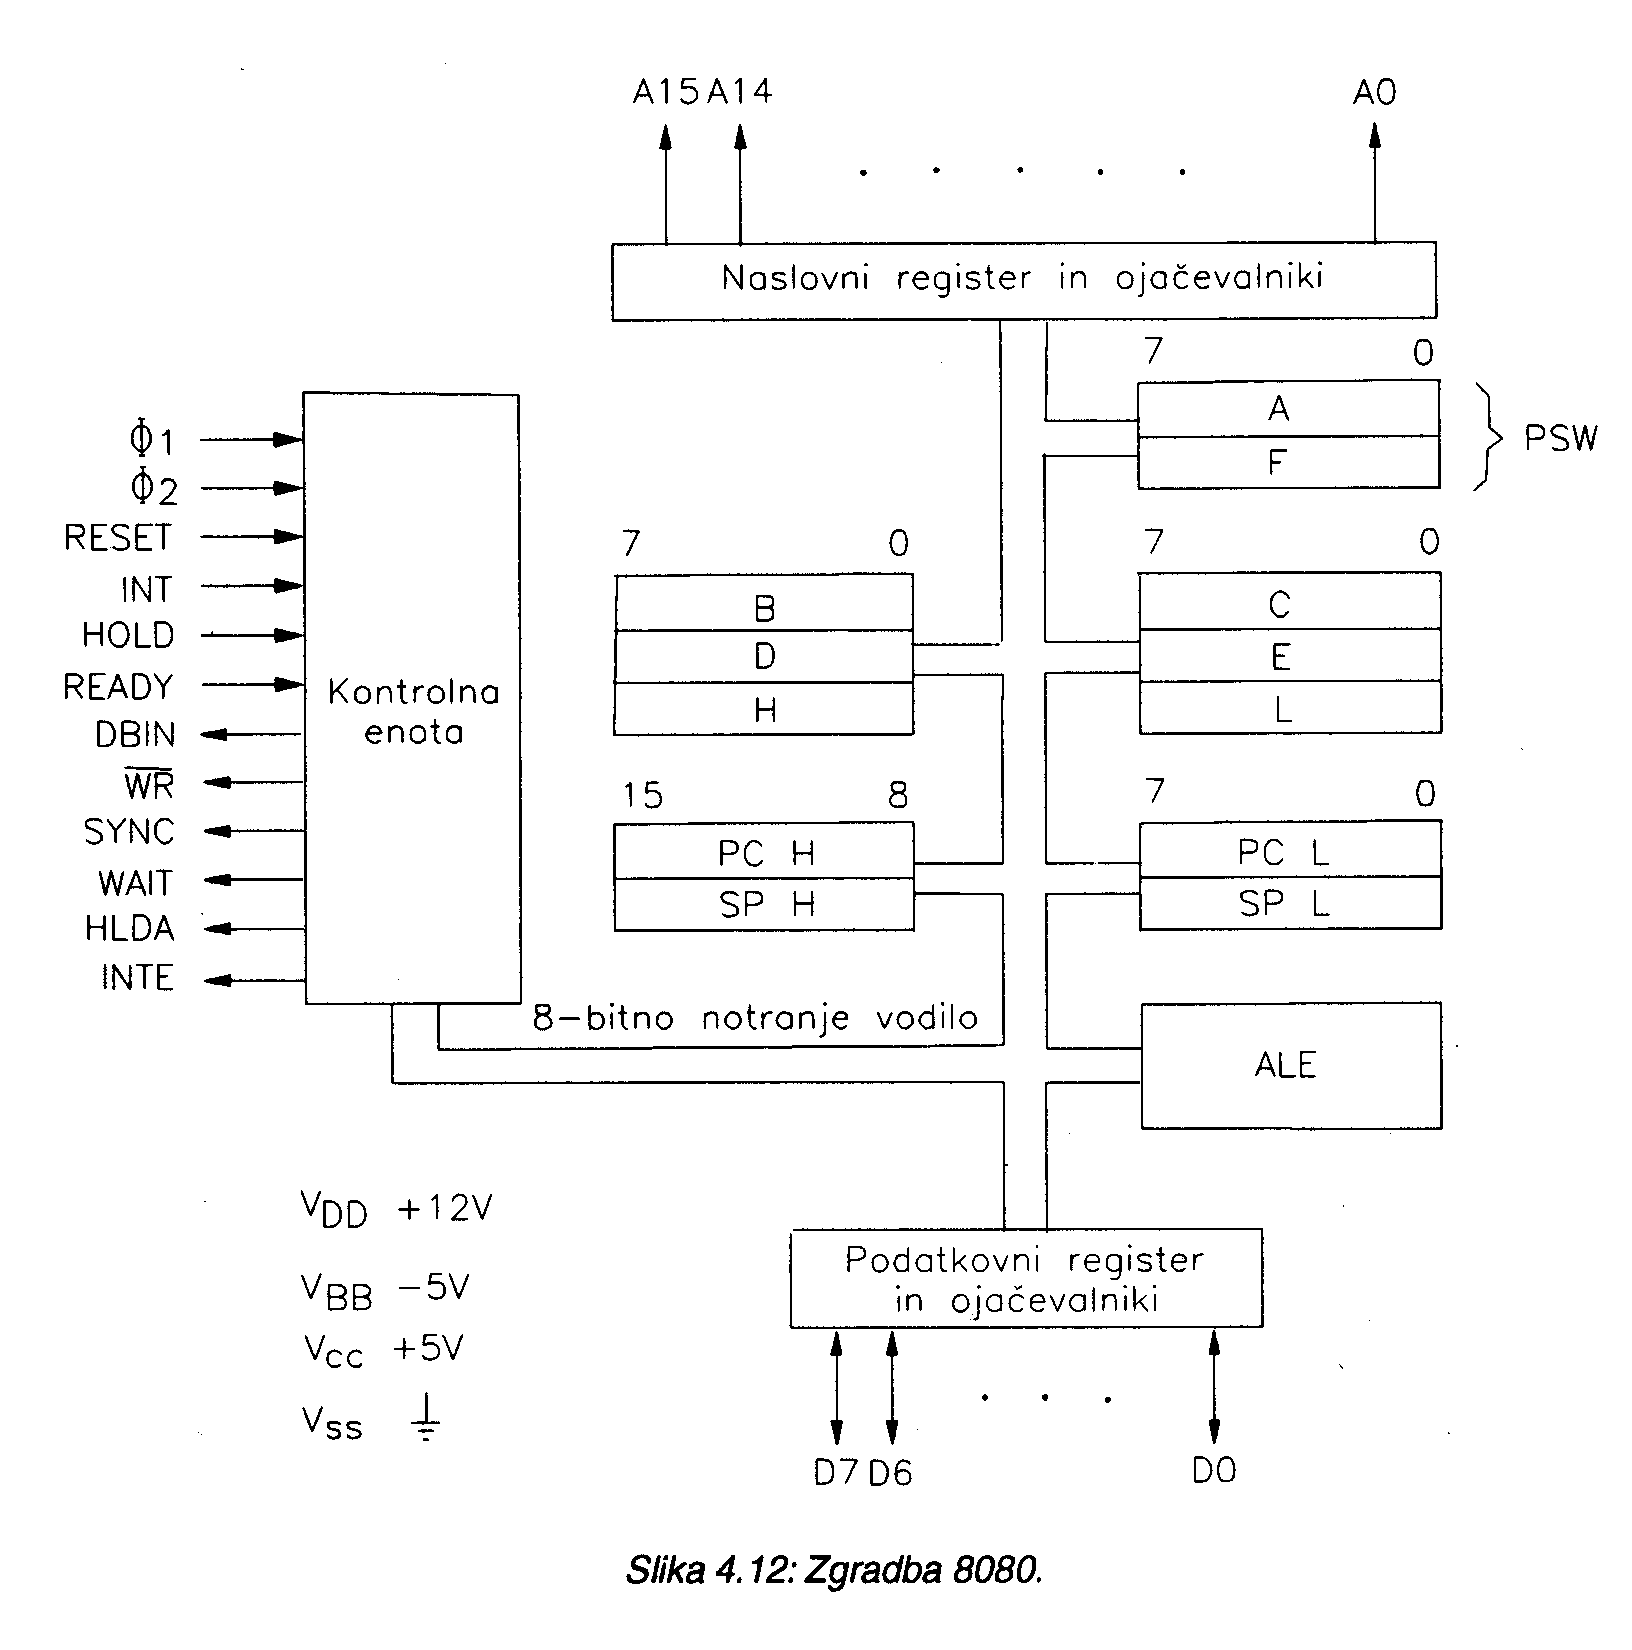 A15 A14 A0
Naslovni register in ojačevalniki
7 0
A
F
PSW
Φ1
Φ2
RESET
INT
HOLD
READY
DBIN
W̅R̅
SYNC
WAIT
HLDA
INTE
Kontrolna
enota
7 0
B
D
H
7 0
C
E
L
15 8
PC H
SP H
7 0
PC L
SP L
8-bitno notranje vodilo
ALE
VDD +12V
VBB -5V
Vcc +5V
Vss
Podatkovni register
in ojačevalniki
D7 D6 D0
Slika 4.12: Zgradba 8080.